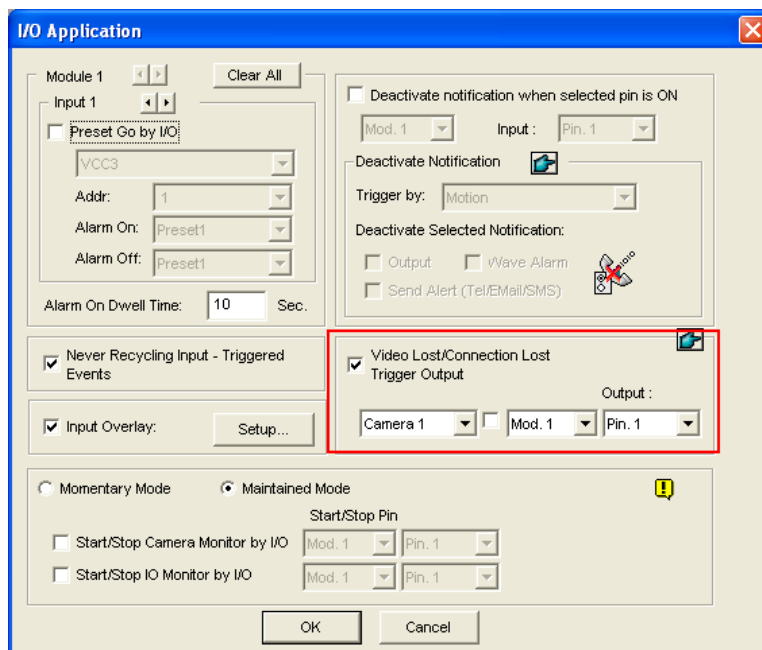 I/O Application
Module 1
Clear All
Input 1
Preset Go by I/O
VCC3
Addr:
1
Alarm On:
Preset1
Alarm Off:
Preset1
Alarm On Dwell Time:
10
Sec.
Deactivate notification when selected pin is ON
Mod. 1
Input :
Pin. 1
Deactivate Notification
Trigger by:
Motion
Deactivate Selected Notification:
Output
Wave Alarm
Send Alert (Tel/EMail/SMS)
Never Recycling Input - Triggered
Events
Video Lost/Connection Lost
Trigger Output
Output :
Camera 1
Mod. 1
Pin. 1
Input Overlay:
Setup...
Momentary Mode
Maintained Mode
Start/Stop Pin
Start/Stop Camera Monitor by I/O
Mod. 1
Pin. 1
Start/Stop IO Monitor by I/O
Mod. 1
Pin. 1
OK
Cancel